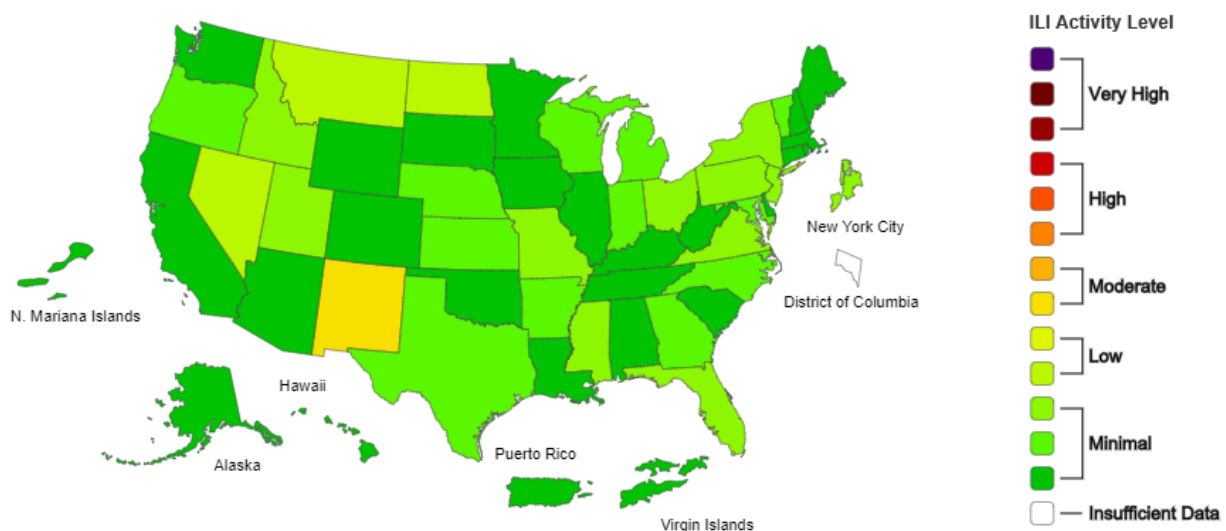 ILI Activity Level
Very High
High
Moderate
Low
Minimal
Insufficient Data
New York City
District of Columbia
N. Mariana Islands
Hawaii
Alaska
Puerto Rico
Virgin Islands